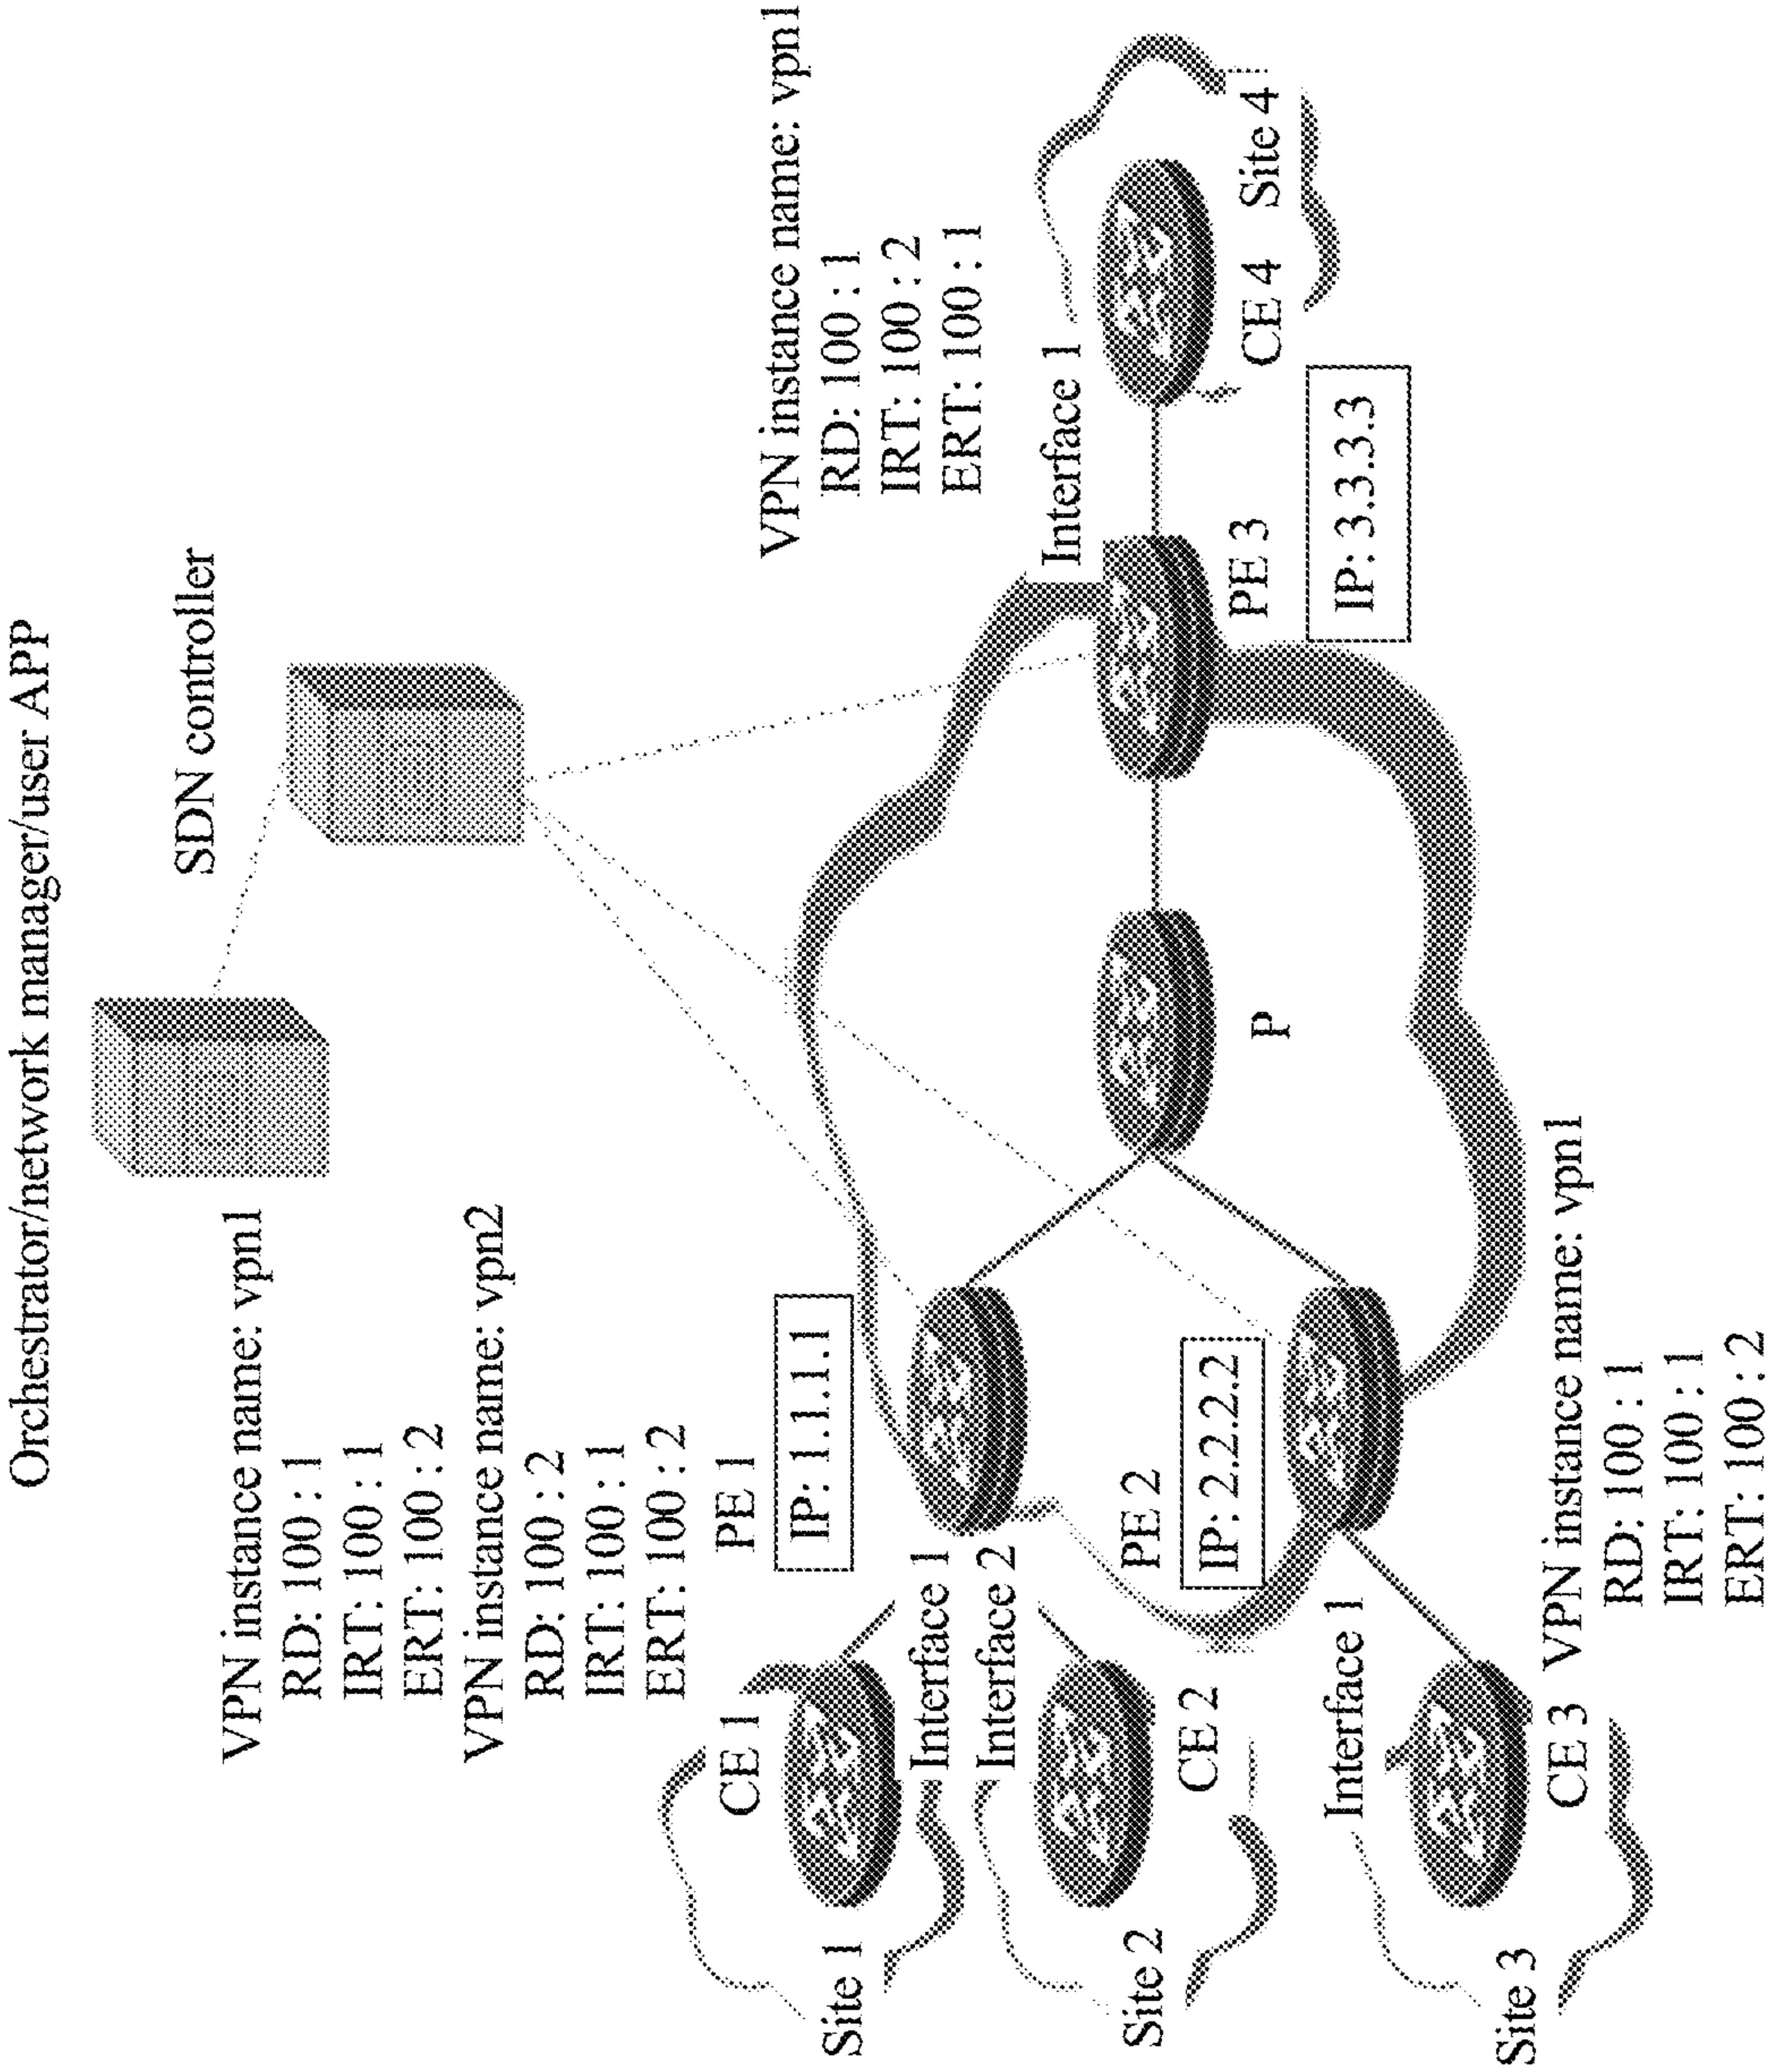 Orchestrator/network manager/user APP
SDN controller
VPN instance name: vpn1
RD: 100 : 1
IRT: 100 : 1
ERT: 100 : 2
VPN instance name: vpn2
RD: 100 : 2
IRT: 100 : 1
ERT: 100 : 2
VPN instance name: vpn1
RD: 100 : 1
IRT: 100 : 2
ERT: 100 : 1
PE 1
IP: 1.1.1.1
CE 1
Site 1
Interface 1
Interface 2
CE 2
Site 2
PE 2
IP: 2.2.2.2
Interface 1
CE 3
Site 3
VPN instance name: vpn1
RD: 100 : 1
IRT: 100 : 1
ERT: 100 : 2
P
Interface 1
PE 3
IP: 3.3.3.3
CE 4
Site 4